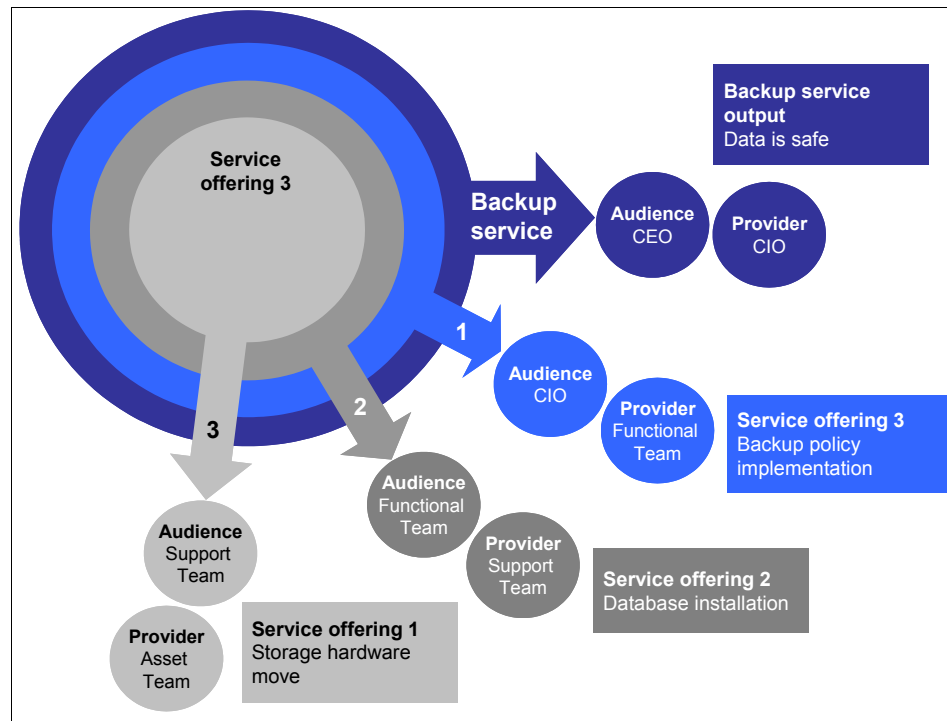 Service
offering 3
Backup
service
Backup service
output
Data is safe
Audience
CEO
Provider
CIO
1
Audience
CIO
Provider
Functional
Team
Service offering 3
Backup policy
implementation
2
Audience
Functional
Team
Provider
Support
Team
Service offering 2
Database installation
3
Audience
Support
Team
Provider
Asset
Team
Service offering 1
Storage hardware
move